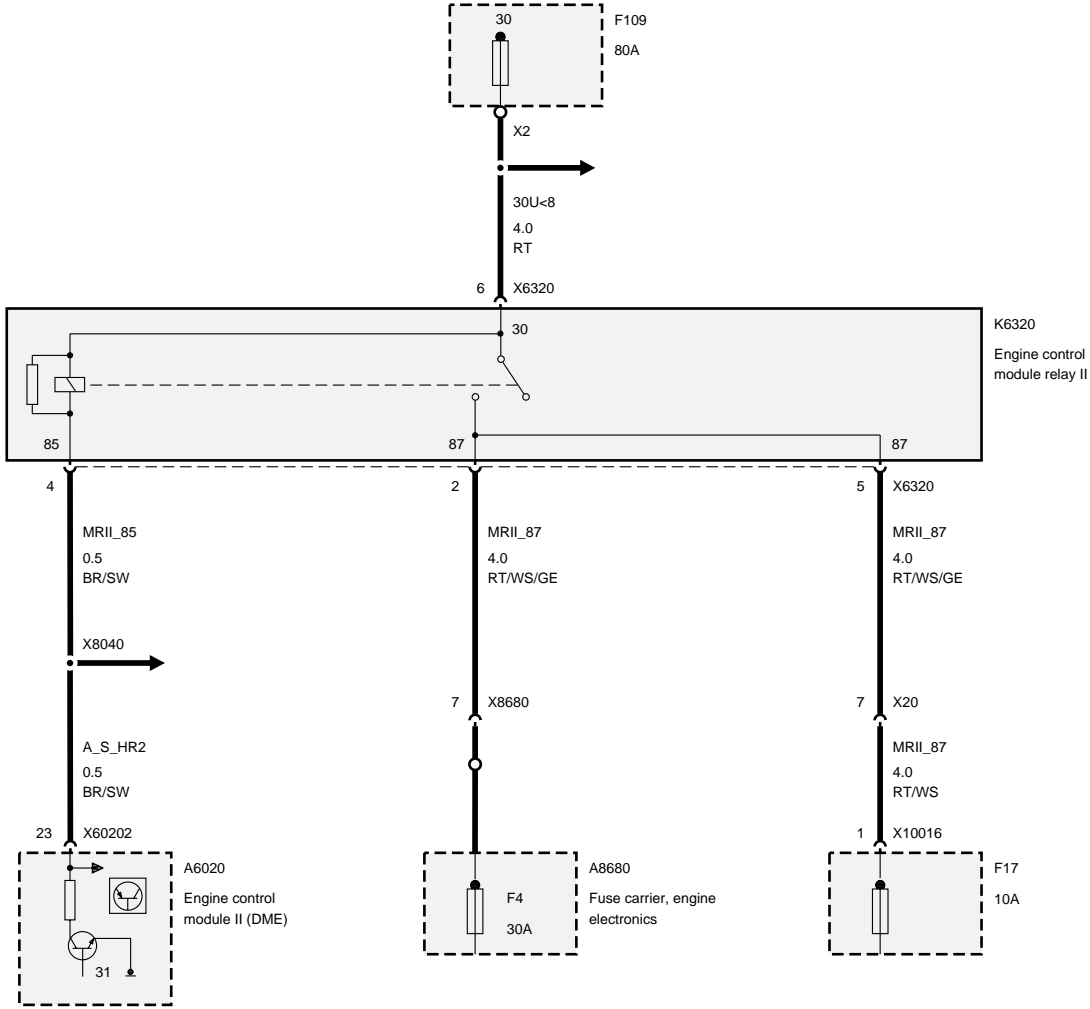 30
F109
80A
X2
30U<8
4.0
RT
6 X6320
30
K6320
Engine control
module relay II
85
87
87
4
2
5 X6320
MRII_85
0.5
BR/SW
MRII_87
4.0
RT/WS/GE
MRII_87
4.0
RT/WS/GE
X8040
7 X8680
7 X20
A_S_HR2
0.5
BR/SW
MRII_87
4.0
RT/WS
23 X60202
1 X10016
A6020
Engine control
module II (DME)
31
F4
30A
A8680
Fuse carrier, engine
electronics
F17
10A